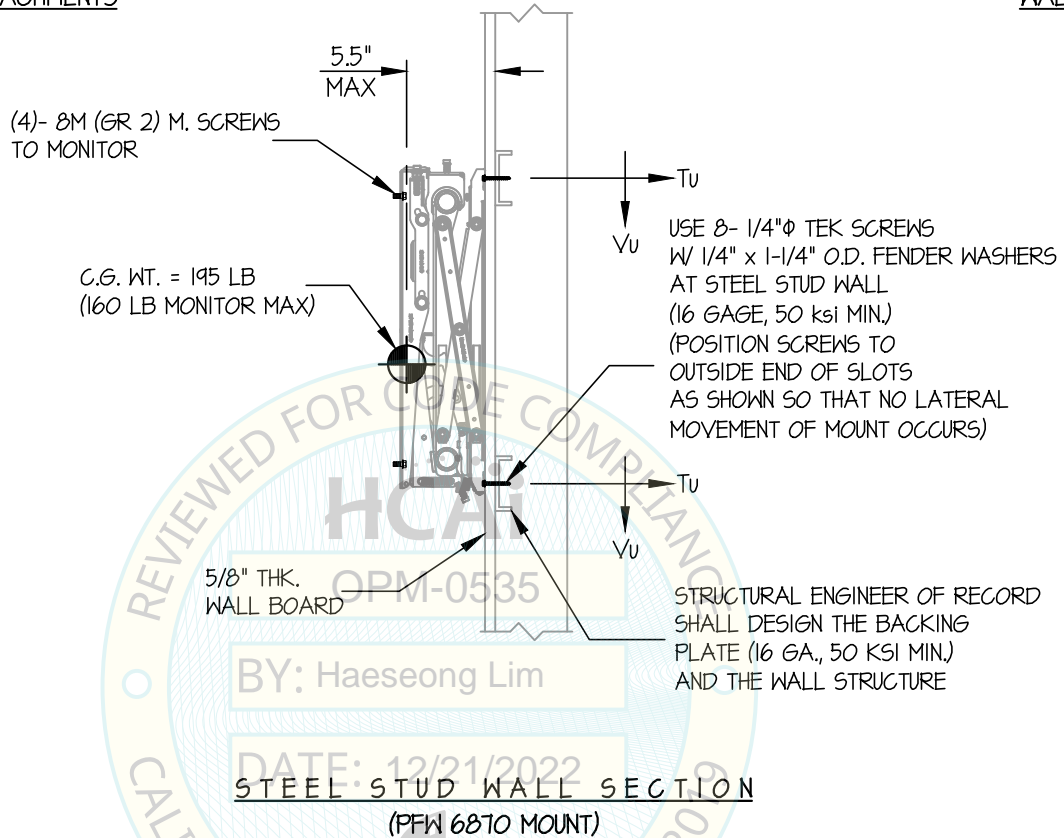 5.5"
MAX
(4)- 8M (GR 2) M. SCREWS
TO MONITOR
Tu
Vu
USE 8- 1/4"Φ TEK SCREWS
W/ 1/4" x 1-1/4" O.D. FENDER WASHERS
AT STEEL STUD WALL
(16 GAGE, 50 ksi MIN.)
(POSITION SCREWS TO
OUTSIDE END OF SLOTS
AS SHOWN SO THAT NO LATERAL
MOVEMENT OF MOUNT OCCURS)
C.G. WT. = 195 LB
(160 LB MONITOR MAX)
REVIEWED FOR CODE COMPLIANCE
HCAi
Tu
Vu
5/8" THK.
WALL BOARD
OPM-0535
STRUCTURAL ENGINEER OF RECORD
SHALL DESIGN THE BACKING
PLATE (16 GA., 50 KSI MIN.)
AND THE WALL STRUCTURE
BY: Haeseong Lim
DATE: 12/21/2022
STEEL STUD WALL SECTION
(PFW 6870 MOUNT)